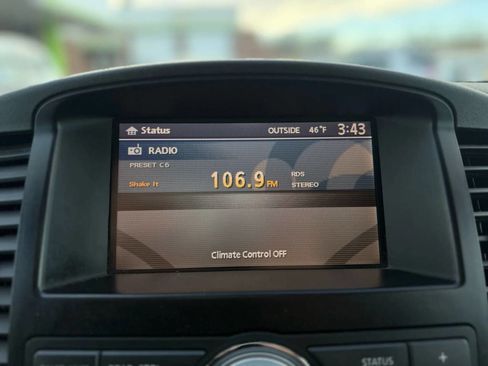 Status OUTSIDE 46°F 3:43
RADIO
PRESET C6
Shake It 106.9 FM RDS
STEREO
Climate Control OFF
STATUS +